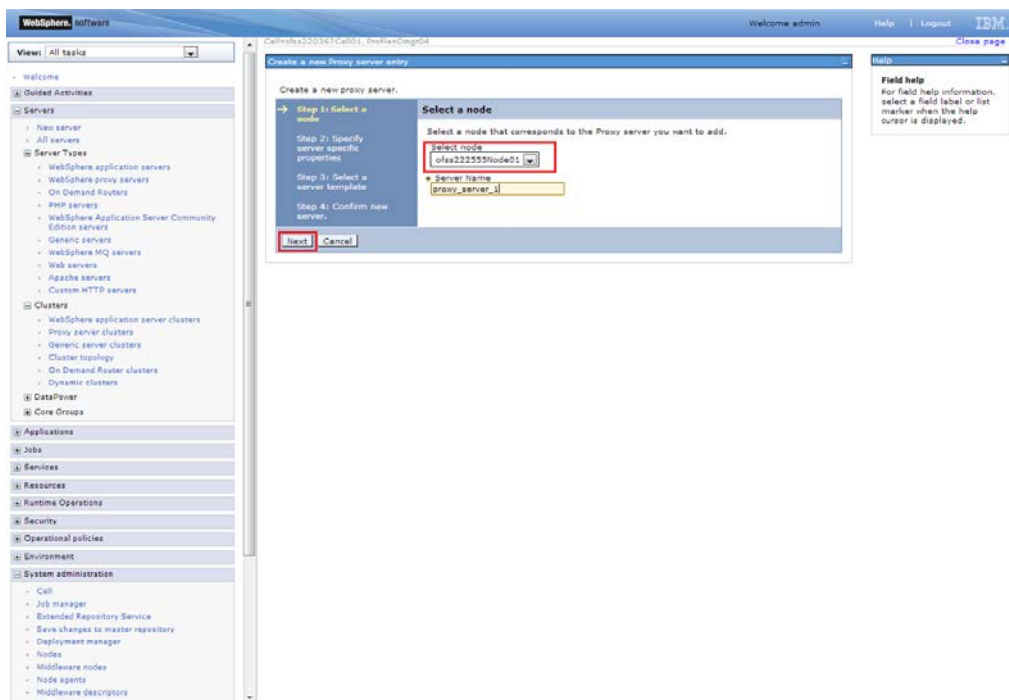 WebSphere. software
Welcome admin
Help | Logout
IBM.
View: All tasks
Welcome
Guided Activities
Servers
New server
All servers
Server Types
WebSphere application servers
WebSphere proxy servers
On Demand Routers
PHP servers
WebSphere Application Server Community
Edition servers
Generic servers
WebSphere MQ servers
Web servers
Apache servers
Custom HTTP servers
Clusters
WebSphere application server clusters
Proxy server clusters
Generic server clusters
Cluster topology
On Demand Router clusters
Dynamic clusters
DataPower
Core Groups
Applications
Jobs
Services
Resources
Runtime Operations
Security
Operational policies
Environment
System administration
Cell
Job manager
Extended Repository Service
Save changes to master repository
Deployment manager
Nodes
Middleware nodes
Node agents
Middleware descriptors
Cell=ofss220367Cell01, Profile=Dmgr04
Close page
Create a new Proxy server entry
Create a new proxy server.
Step 1: Select a
node
Step 2: Specify
server specific
properties
Step 3: Select a
server template
Step 4: Confirm new
server.
Select a node
Select a node that corresponds to the Proxy server you want to add.
Select node
ofss222555Node01
Server Name
proxy_server_1
Next
Cancel
Help
Field help
For field help information,
select a field label or list
marker when the help
cursor is displayed.